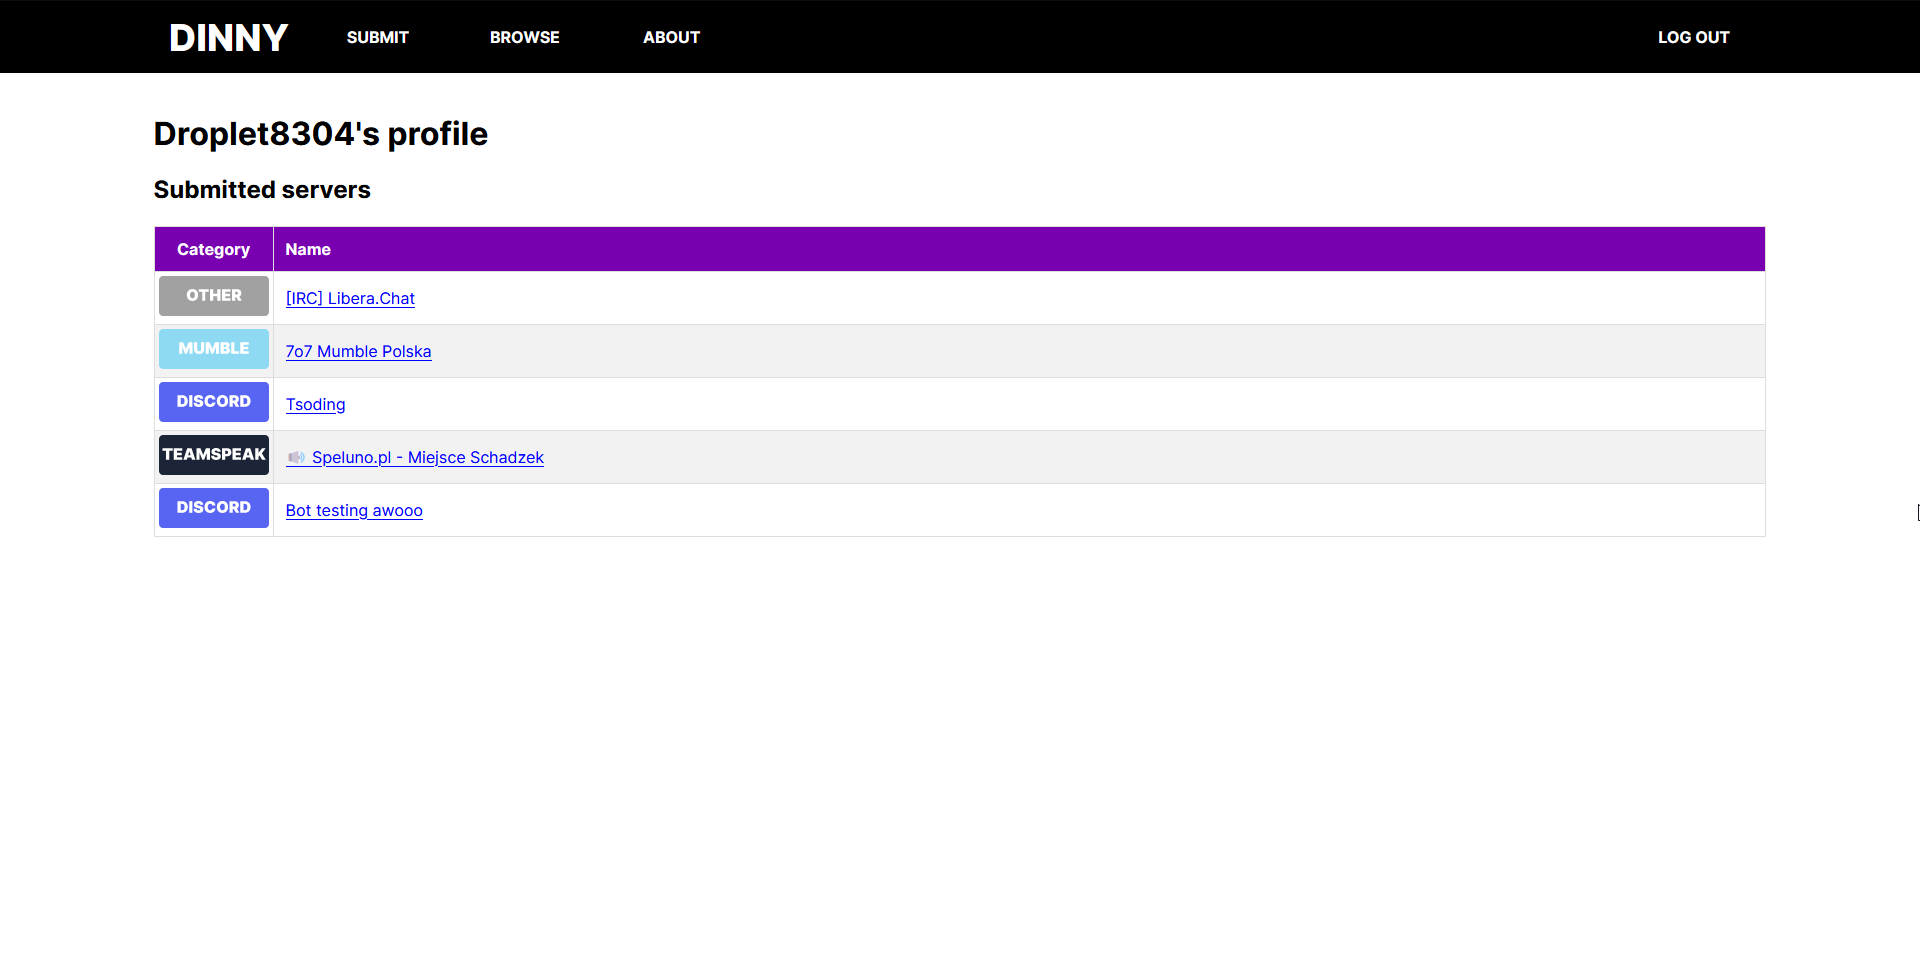 DINNY SUBMIT BROWSE ABOUT LOG OUT
Droplet8304's profile
Submitted servers
Category Name
OTHER [IRC] Libera.Chat
MUMBLE 7o7 Mumble Polska
DISCORD Tsoding
TEAMSPEAK 🔊 Speluno.pl - Miejsce Schadzek
DISCORD Bot testing awooo